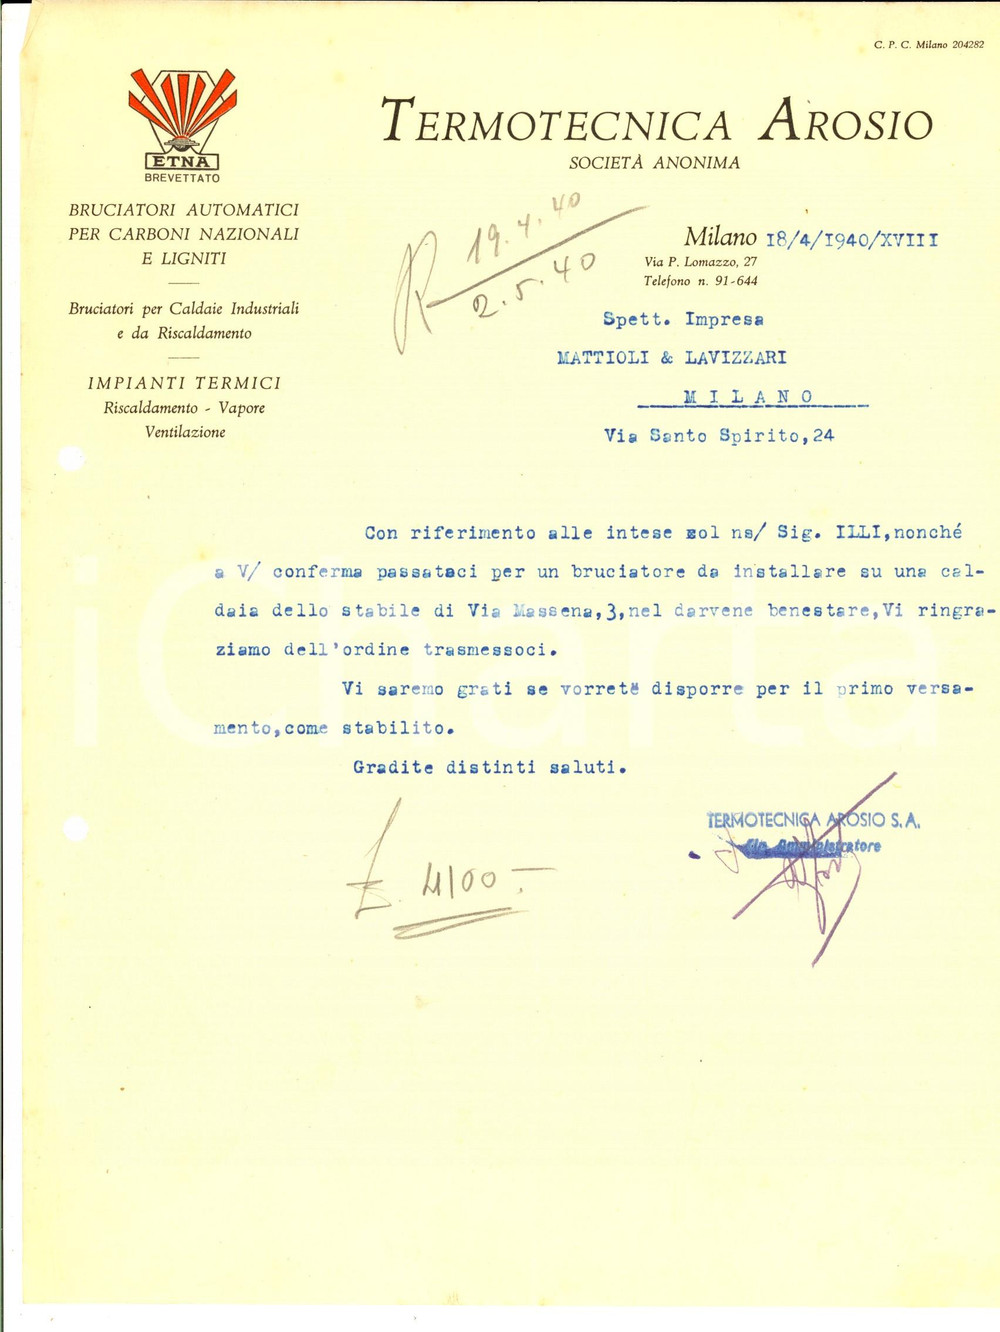 C. P. C. Milano 204282
ETNA
BREVETTATO
TERMOTECNICA AROSIO
SOCIETÀ ANONIMA
BRUCIATORI AUTOMATICI
PER CARBONI NAZIONALI
E LIGNITI
Bruciatori per Caldaie Industriali
e da Riscaldamento
IMPIANTI TERMICI
Riscaldamento - Vapore
Ventilazione
R 19.4.40
2.5.40
Milano 18/4/1940/XVIII
Via P. Lomazzo, 27
Telefono n. 91-644
Spett. Impresa
MATTIOLI & LAVIZZARI
MILANO
Via Santo Spirito,24
Con riferimento alle intese col ns/ Sig. ILLI,nonché
a V/ conferma passataci per un bruciatore da installare su una cal-
daia dello stabile di Via Massena,3,nel darvene benestare,Vi ringra-
ziamo dell'ordine trasmessoci.
Vi saremo grati se vorrete disporre per il primo versa-
mento,come stabilito.
Gradite distinti saluti.
£. 4100.-
TERMOTECNICA AROSIO S.A.
Amministratore
iCharta